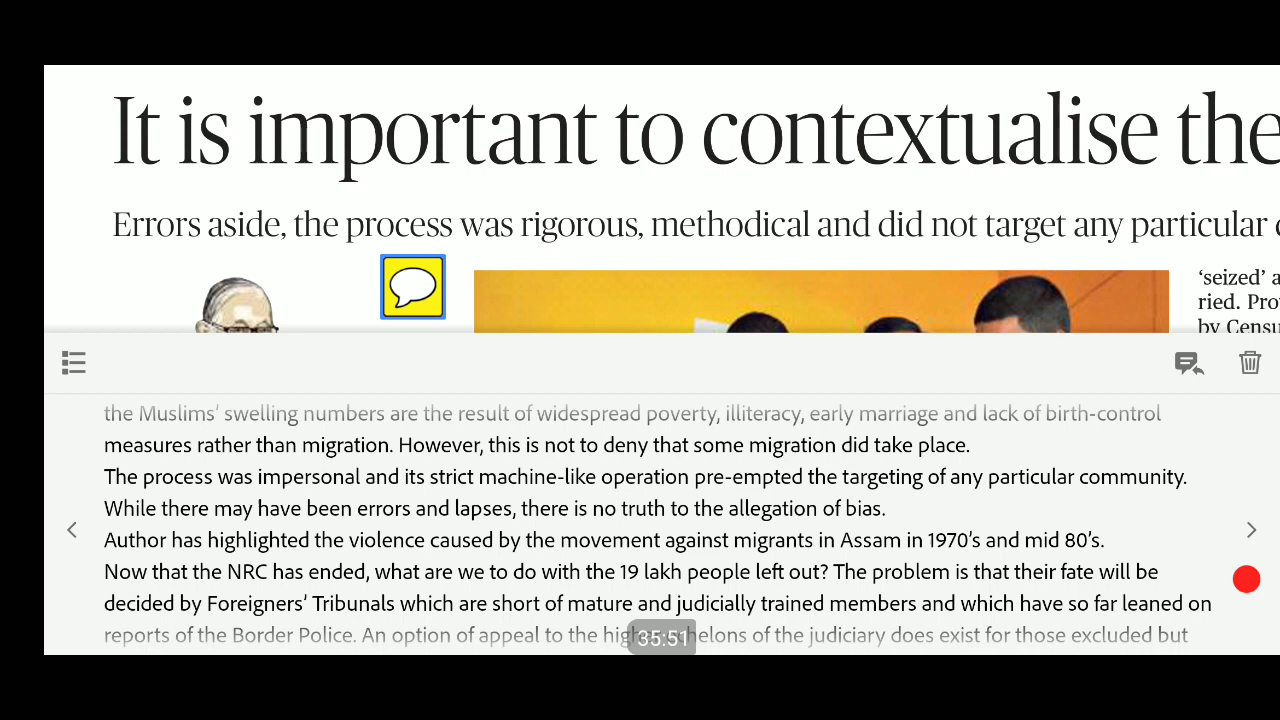 It is important to contextualise the
Errors aside, the process was rigorous, methodical and did not target any particular
'seized' a
ried. Pro
by Censu
the Muslims' swelling numbers are the result of widespread poverty, illiteracy, early marriage and lack of birth-control
measures rather than migration. However, this is not to deny that some migration did take place.
The process was impersonal and its strict machine-like operation pre-empted the targeting of any particular community.
While there may have been errors and lapses, there is no truth to the allegation of bias.
Author has highlighted the violence caused by the movement against migrants in Assam in 1970's and mid 80's.
Now that the NRC has ended, what are we to do with the 19 lakh people left out? The problem is that their fate will be
decided by Foreigners' Tribunals which are short of mature and judicially trained members and which have so far leaned on
reports of the Border Police. An option of appeal to the of the judiciary does exist for those excluded but
35:51